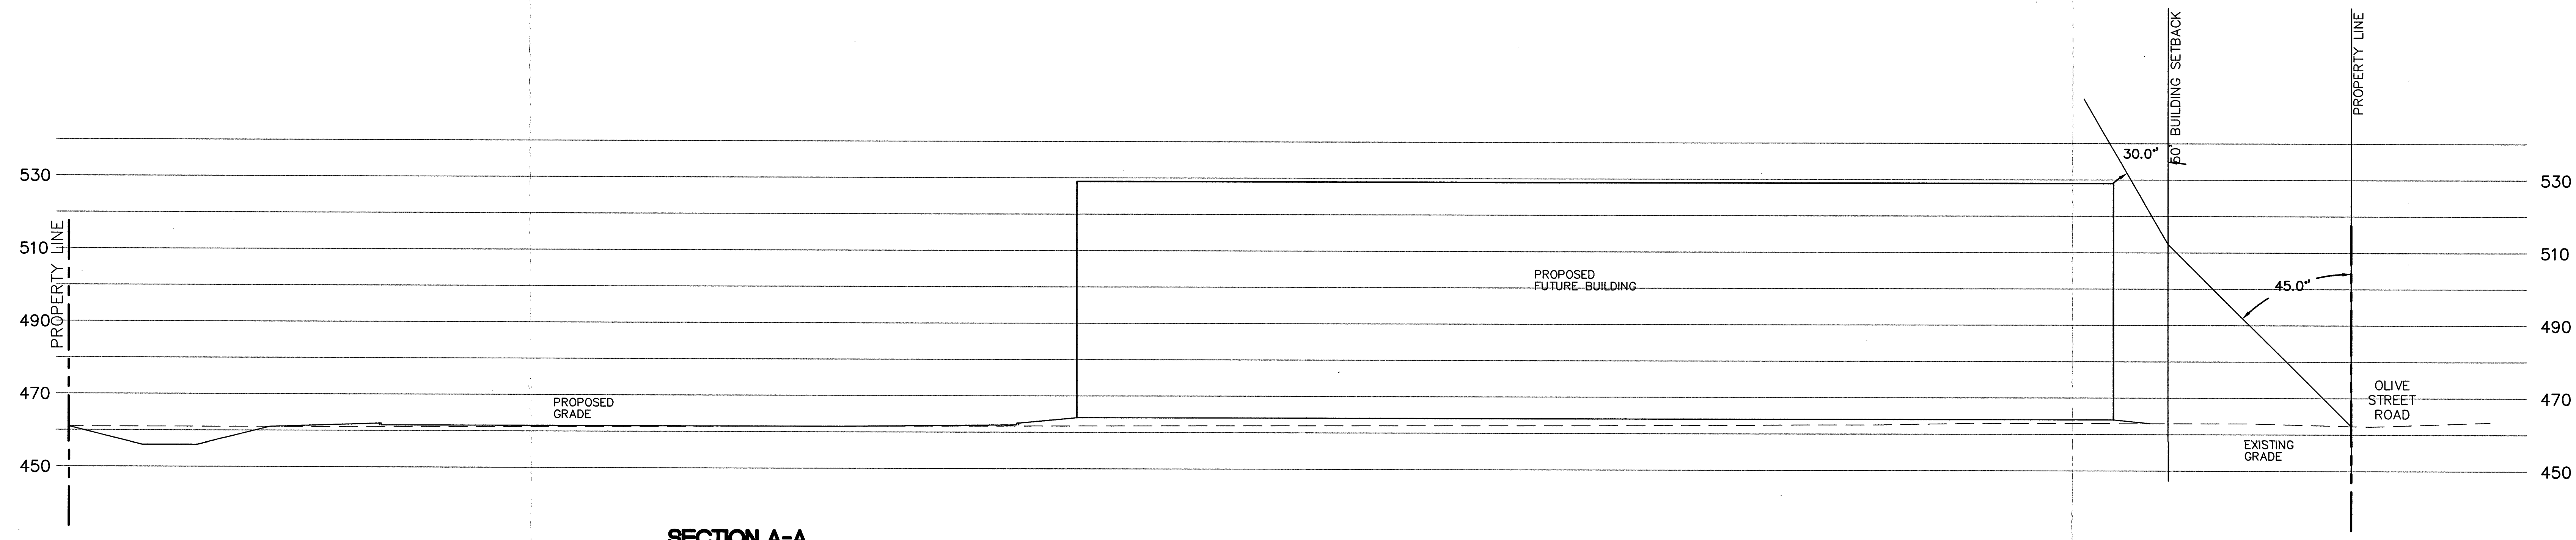 BUILDING SETBACK
50'
PROPERTY LINE
30.0°
530
530
PROPERTY LINE
510
510
PROPOSED
FUTURE BUILDING
45.0°
490
490
OLIVE
STREET
ROAD
470
470
PROPOSED
GRADE
EXISTING
GRADE
450
450
SECTION A-A